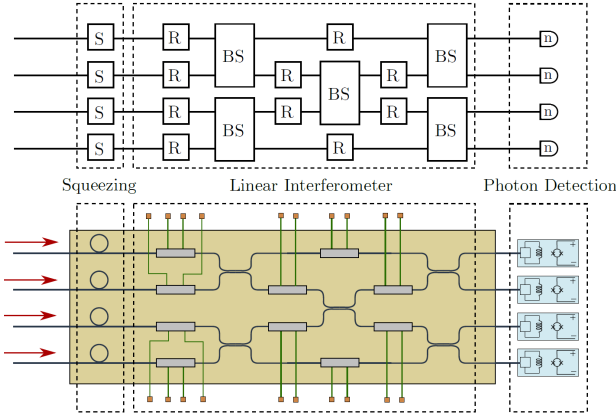 S R R n
BS BS
S R R R n
BS
S R R R n
BS BS
S R R n
Squeezing Linear Interferometer Photon Detection
+
−
+
−
+
−
+
−